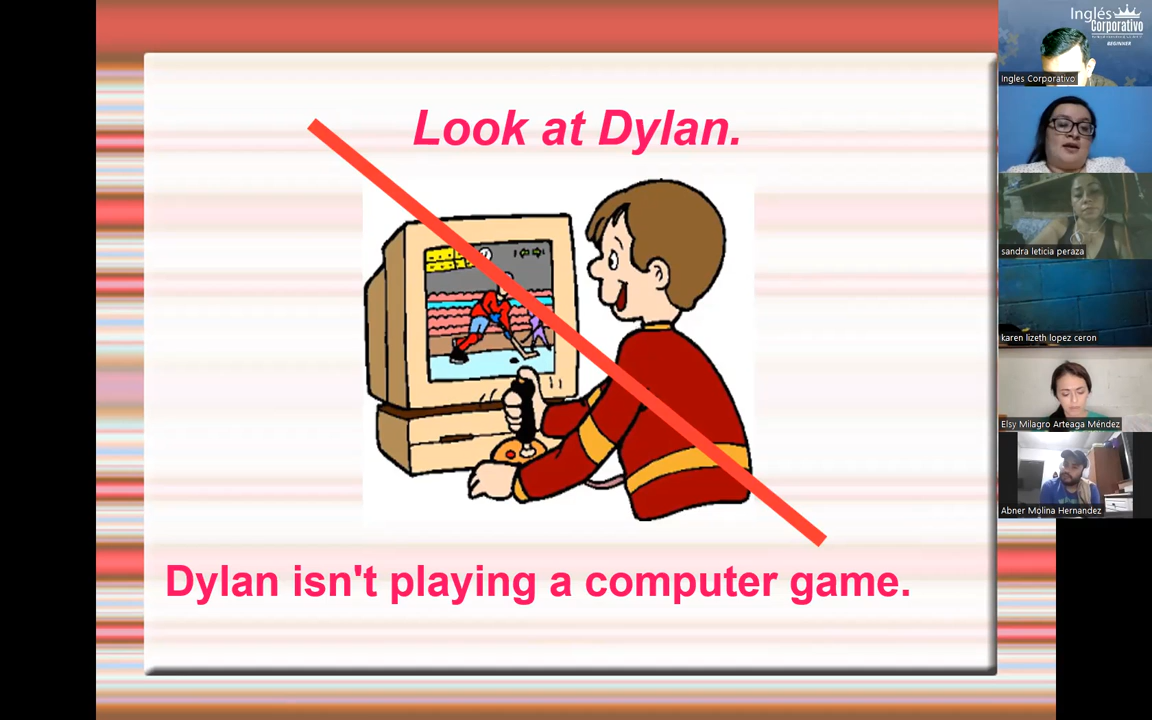 Look at Dylan.
Dylan isn't playing a computer game.
Inglés
Corporativo
BEGINNER
Ingles Corporativo
sandra leticia peraza
karen lizeth lopez ceron
Elsy Milagro Arteaga Méndez
Abner Molina Hernandez